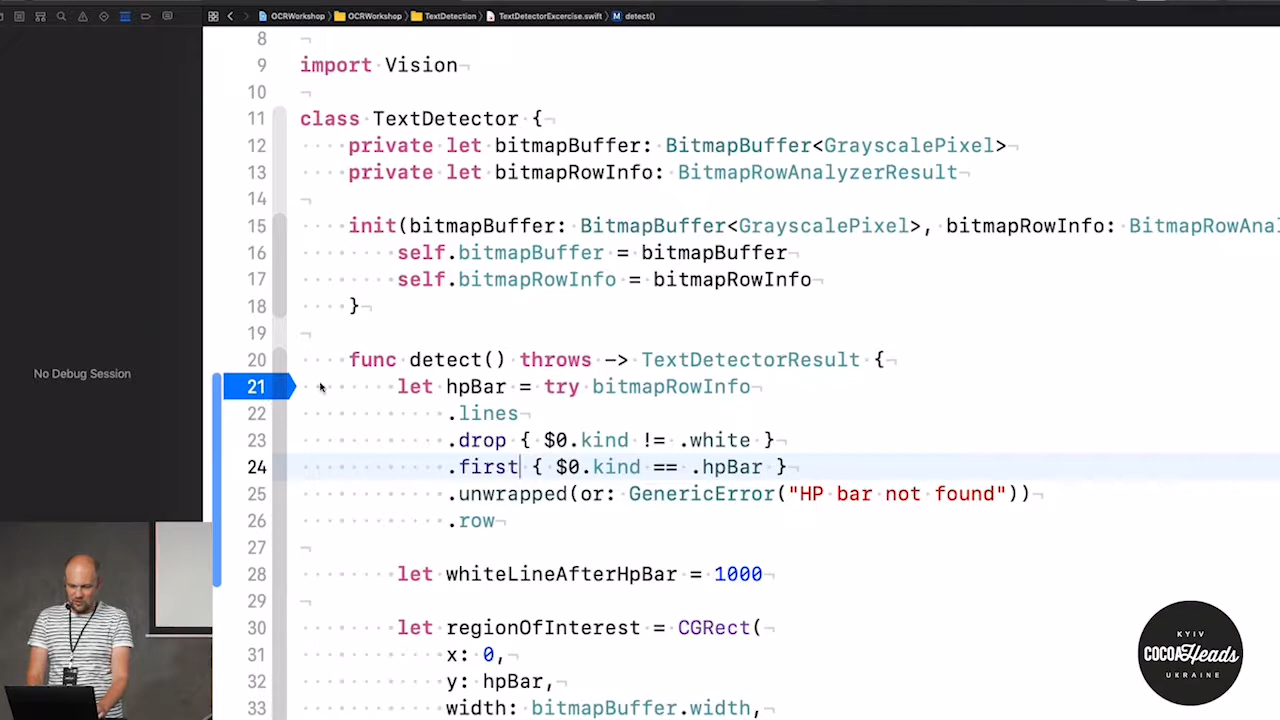 OCRWorkshop OCRWorkshop TextDetection TextDetectorExcercise.swift M detect()
No Debug Session
8
9 import Vision
10
11 class TextDetector {
12 private let bitmapBuffer: BitmapBuffer<GrayscalePixel>
13 private let bitmapRowInfo: BitmapRowAnalyzerResult
14
15 init(bitmapBuffer: BitmapBuffer<GrayscalePixel>, bitmapRowInfo: BitmapRowAnal
16 self.bitmapBuffer = bitmapBuffer
17 self.bitmapRowInfo = bitmapRowInfo
18 }
19
20 func detect() throws -> TextDetectorResult {
21 let hpBar = try bitmapRowInfo
22 .lines
23 .drop { $0.kind != .white }
24 .first { $0.kind == .hpBar }
25 .unwrapped(or: GenericError("HP bar not found"))
26 .row
27
28 let whiteLineAfterHpBar = 1000
29
30 let regionOfInterest = CGRect(
31 x: 0,
32 y: hpBar,
33 width: bitmapBuffer.width,
KYIV
COCOAHeads
UKRAINE